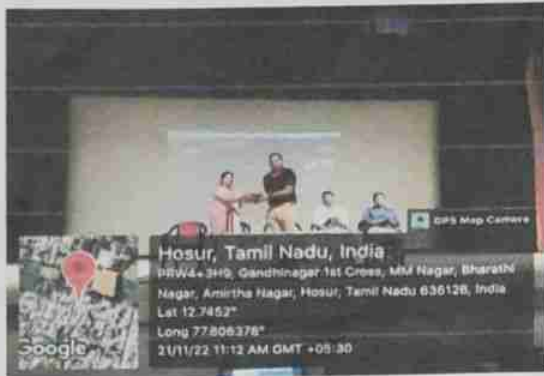 GPS Map Camera
Hosur, Tamil Nadu, India
PRW4+3H9, Gandhinagar 1st Cross, MM Nagar, Bharathi
Nagar, Amirtha Nagar, Hosur, Tamil Nadu 635126, India
Lat 12.7452°
Long 77.806378°
21/11/22 11:12 AM GMT +05:30
Google